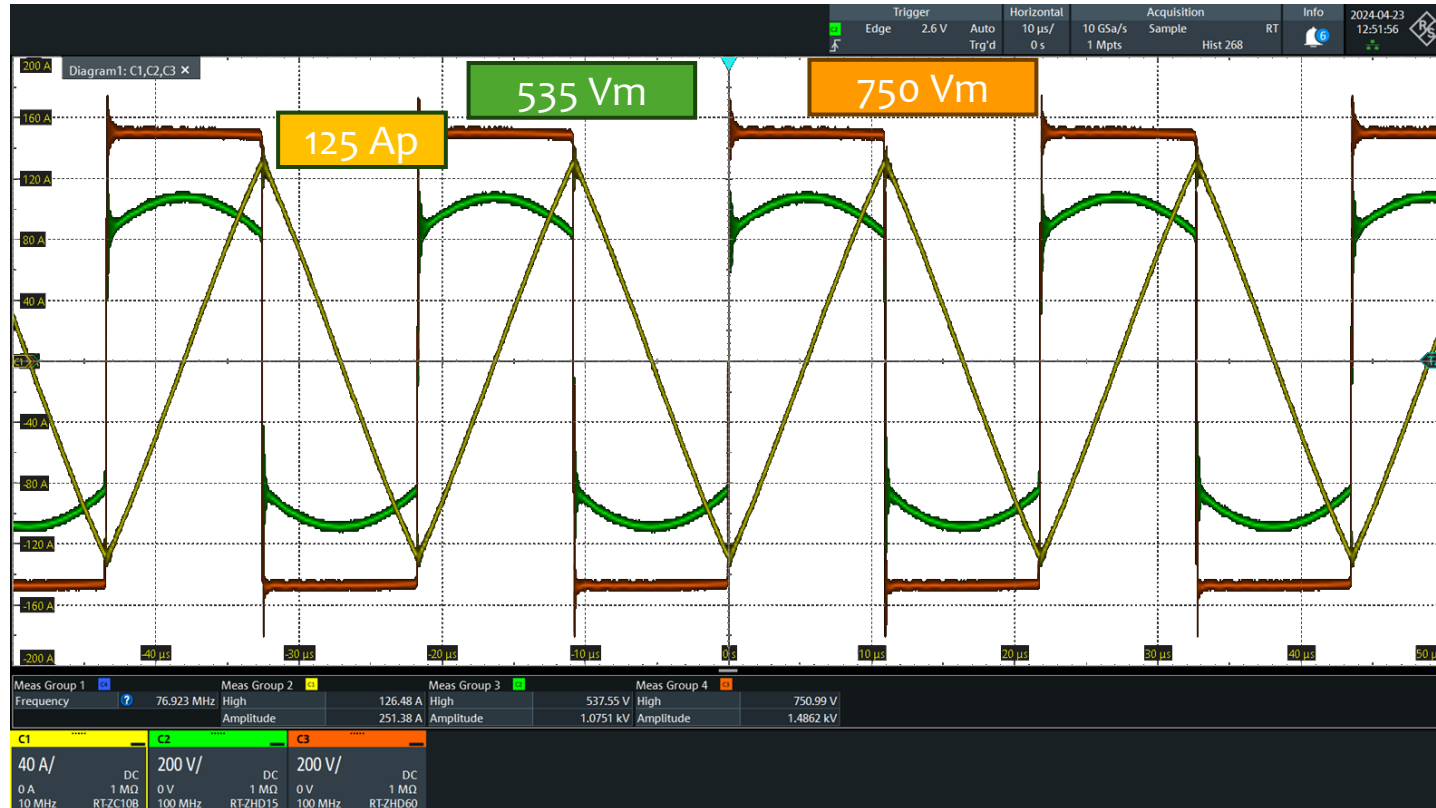 Trigger
C2 Edge 2.6 V Auto
Trg'd
Horizontal
10 µs/
0 s
Acquisition
10 GSa/s Sample RT
1 Mpts Hist 268
Info
6
2024-04-23
12:51:56
R&S
Diagram1: C1,C2,C3 ×
535 Vm
750 Vm
125 Ap
200 A
160 A
120 A
80 A
40 A
-40 A
-80 A
-120 A
-160 A
-200 A
-40 µs -30 µs -20 µs -10 µs 0 s 10 µs 20 µs 30 µs 40 µs 50 µ
Meas Group 1 C4 Meas Group 2 C1 Meas Group 3 C2 Meas Group 4 C3
Frequency ? 76.923 MHz High 126.48 A High 537.55 V High 750.99 V
Amplitude 251.38 A Amplitude 1.0751 kV Amplitude 1.4862 kV
C1 C2 C3
40 A/ 200 V/ 200 V/
DC DC DC
0 A 1 MΩ 0 V 1 MΩ 0 V 1 MΩ
10 MHz RT-ZC10B 100 MHz RT-ZHD15 100 MHz RT-ZHD60